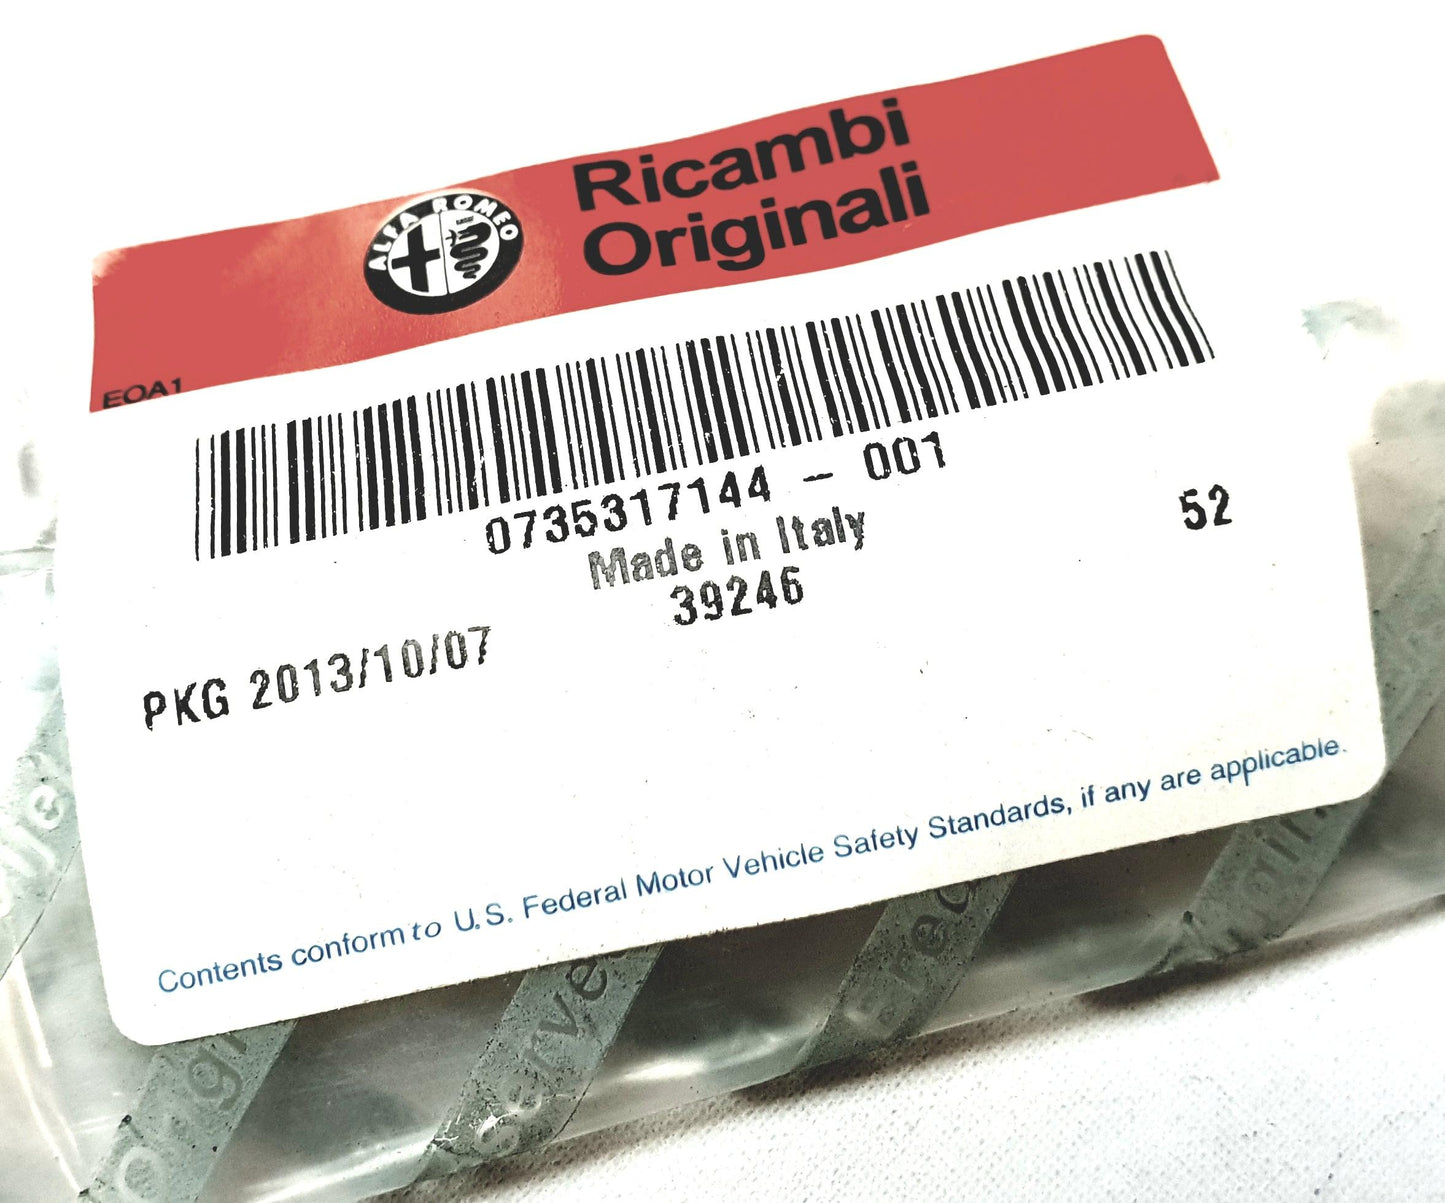 Ricambi
Originali
ALFA ROMEO
EOA1
0735317144 - 001
Made in Italy
39246
52
PKG 2013/10/07
Contents conform to U.S. Federal Motor Vehicle Safety Standards, if any are applicable.